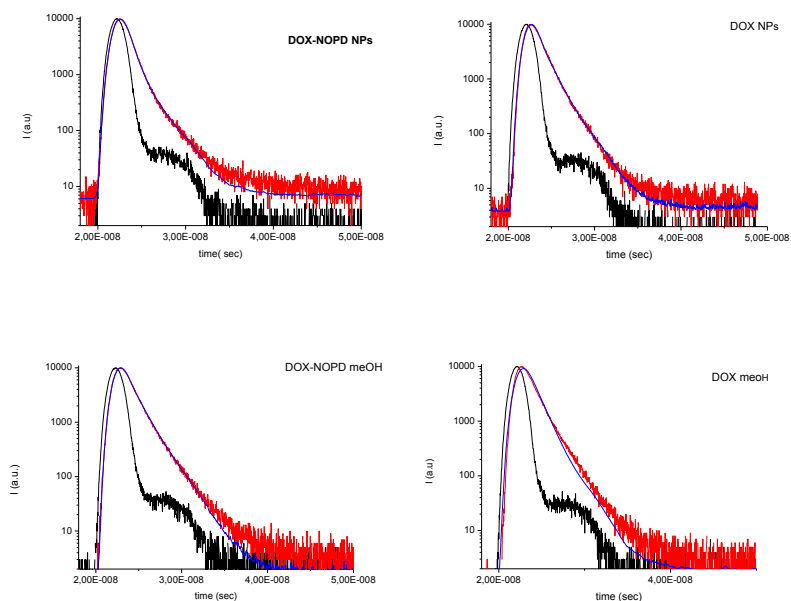 DOX-NOPD NPs
10000
1000
100
10
I (a.u)
2,00E-008 3,00E-008 4,00E-008 5,00E-008
time( sec)
DOX NPs
10000
1000
100
10
I (a.u.)
2,00E-008 3,00E-008 4,00E-008 5,00E-008
time (sec)
DOX-NOPD meOH
10000
1000
100
10
I (a.u.)
2,00E-008 3,00E-008 4,00E-008 5,00E-008
time (sec)
DOX meoH
10000
1000
100
10
I (a.u)
2,00E-008 4,00E-008
time (sec)